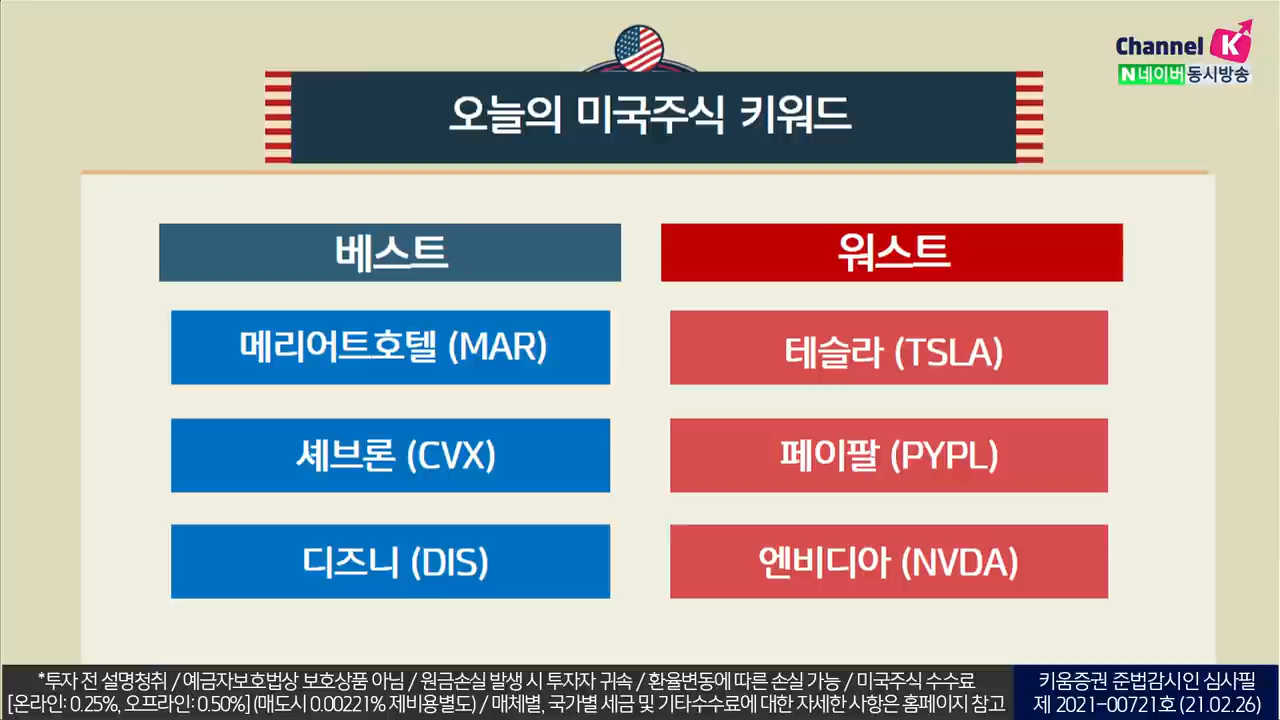 Channel K
N 네이버 동시방송
오늘의 미국주식 키워드
베스트
워스트
메리어트호텔 (MAR)
테슬라 (TSLA)
셰브론 (CVX)
페이팔 (PYPL)
디즈니 (DIS)
엔비디아 (NVDA)
*투자 전 설명청취 / 예금자보호법상 보호상품 아님 / 원금손실 발생 시 투자자 귀속 / 환율변동에 따른 손실 가능 / 미국주식 수수료
[온라인: 0.25%, 오프라인: 0.50%] (매도시 0.00221% 제비용별도) / 매체별, 국가별 세금 및 기타수수료에 대한 자세한 사항은 홈페이지 참고
키움증권 준법감시인 심사필
제 2021-00721호 (21.02.26)